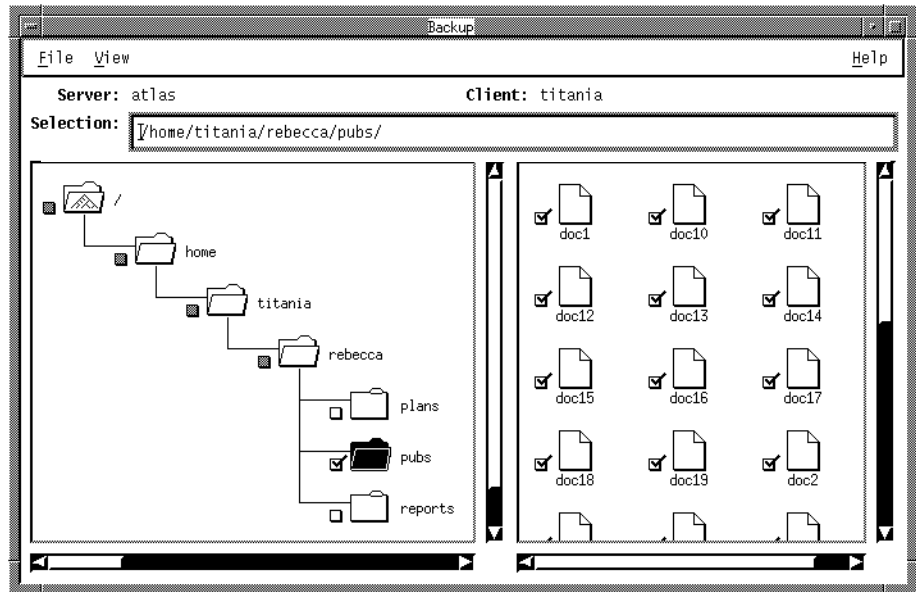 Backup
File View Help
Server: atlas Client: titania
Selection: /home/titania/rebecca/pubs/
/
home
titania
rebecca
plans
pubs
reports
doc1 doc10 doc11
doc12 doc13 doc14
doc15 doc16 doc17
doc18 doc19 doc2